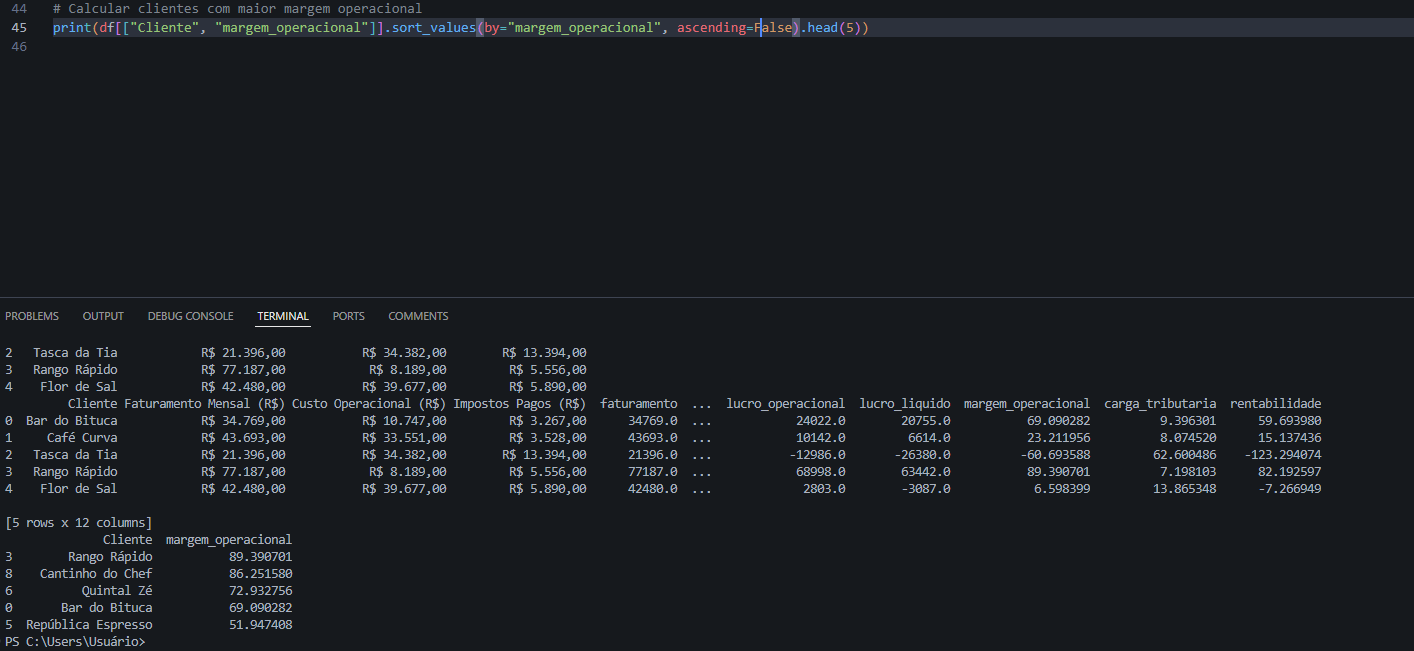 44 # Calcular clientes com maior margem operacional
45 print(df[["Cliente", "margem_operacional"]].sort_values(by="margem_operacional", ascending=False).head(5))
46
PROBLEMS OUTPUT DEBUG CONSOLE TERMINAL PORTS COMMENTS
2 Tasca da Tia R$ 21.396,00 R$ 34.382,00 R$ 13.394,00
3 Rango Rápido R$ 77.187,00 R$ 8.189,00 R$ 5.556,00
4 Flor de Sal R$ 42.480,00 R$ 39.677,00 R$ 5.890,00
Cliente Faturamento Mensal (R$) Custo Operacional (R$) Impostos Pagos (R$) faturamento ... lucro_operacional lucro_liquido margem_operacional carga_tributaria rentabilidade
0 Bar do Bituca R$ 34.769,00 R$ 10.747,00 R$ 3.267,00 34769.0 ... 24022.0 20755.0 69.090282 9.396301 59.693980
1 Café Curva R$ 43.693,00 R$ 33.551,00 R$ 3.528,00 43693.0 ... 10142.0 6614.0 23.211956 8.074520 15.137436
2 Tasca da Tia R$ 21.396,00 R$ 34.382,00 R$ 13.394,00 21396.0 ... -12986.0 -26380.0 -60.693588 62.600486 -123.294074
3 Rango Rápido R$ 77.187,00 R$ 8.189,00 R$ 5.556,00 77187.0 ... 68998.0 63442.0 89.390701 7.198103 82.192597
4 Flor de Sal R$ 42.480,00 R$ 39.677,00 R$ 5.890,00 42480.0 ... 2803.0 -3087.0 6.598399 13.865348 -7.266949
[5 rows x 12 columns]
Cliente margem_operacional
3 Rango Rápido 89.390701
8 Cantinho do Chef 86.251580
6 Quintal Zé 72.932756
0 Bar do Bituca 69.090282
5 República Espresso 51.947408
PS C:\Users\Usuário>